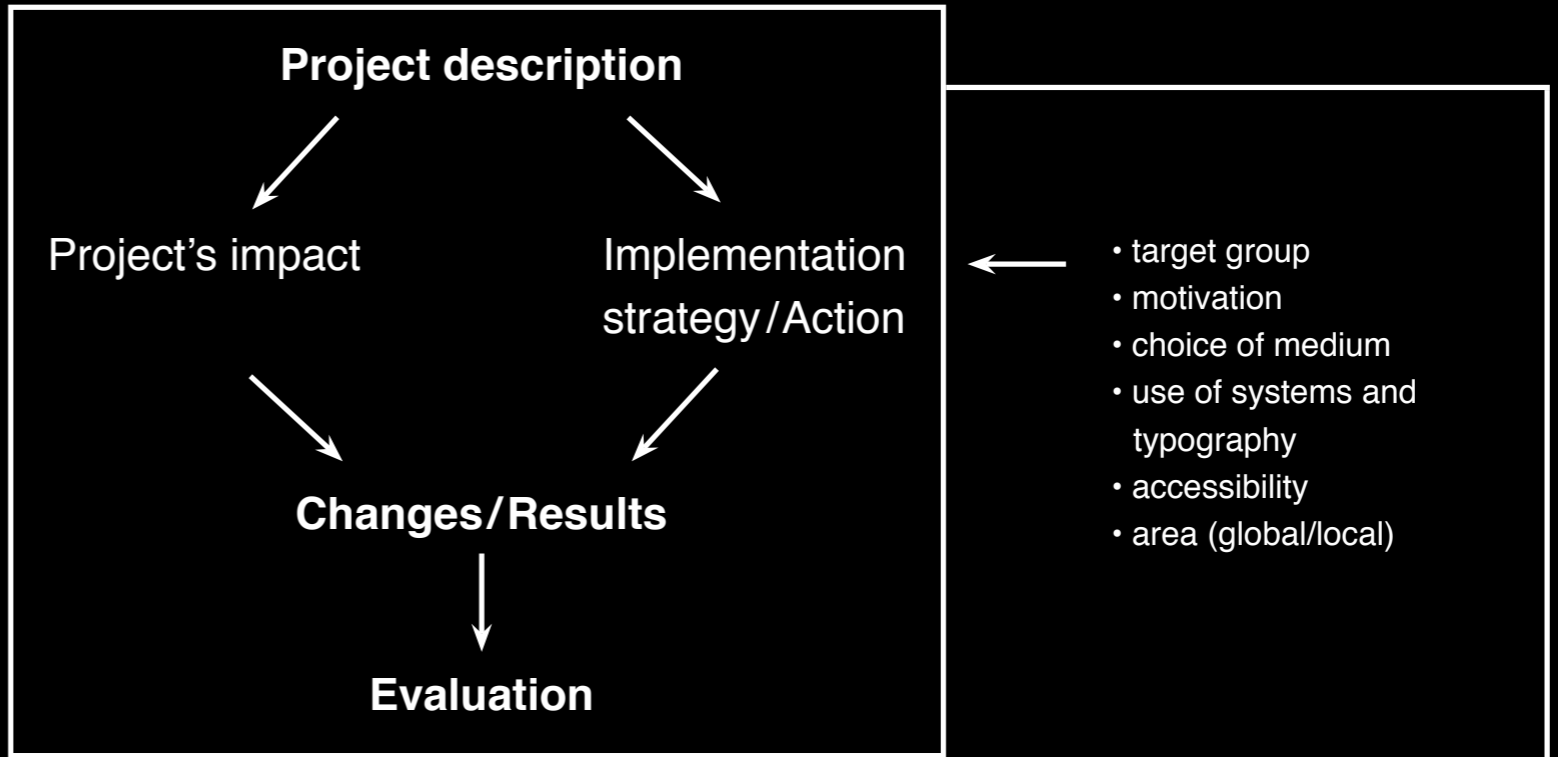 Project description
Project’s impact
Implementation
strategy/Action
• target group
• motivation
• choice of medium
• use of systems and
typography
• accessibility
• area (global/local)
Changes/Results
Evaluation